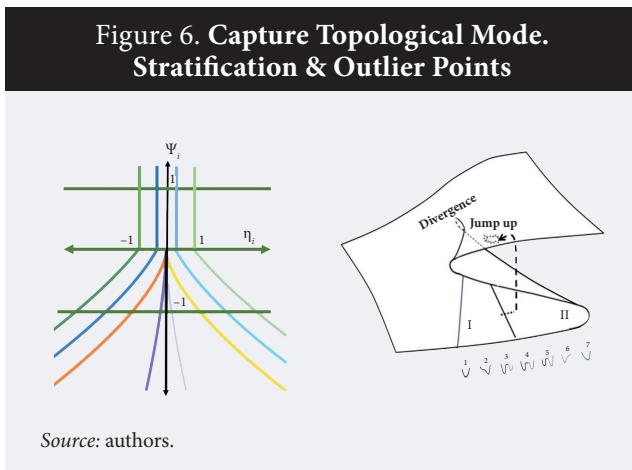 Figure 6. Capture Topological Mode.
Stratification & Outlier Points
Ψi
1
−1
1
ηi
−1
Divergence
Jump up
I
II
1 2 3 4 5 6 7
Source: authors.